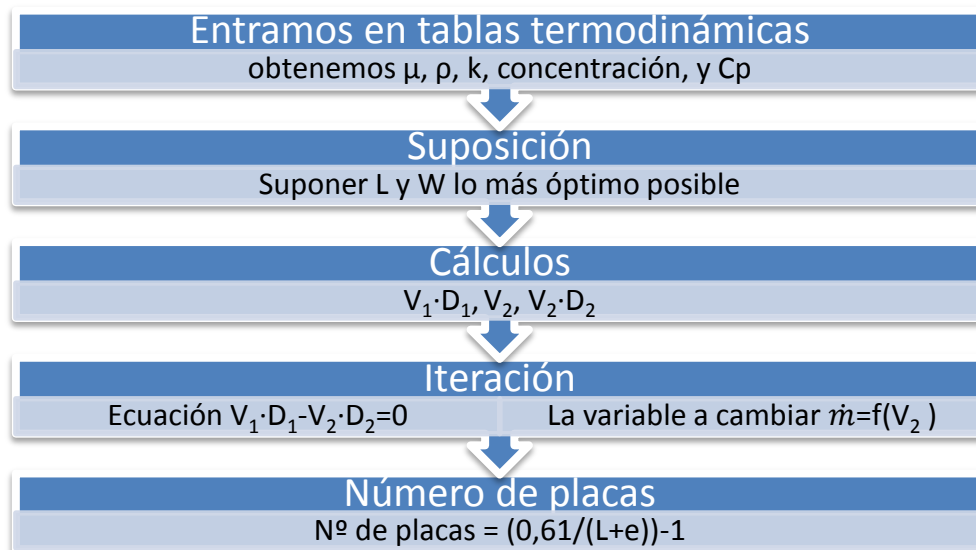 Entramos en tablas termodinámicas
obtenemos μ, ρ, k, concentración, y Cp
Suposición
Suponer L y W lo más óptimo posible
Cálculos
V₁·D₁, V₂, V₂·D₂
Iteración
Ecuación V₁·D₁-V₂·D₂=0
La variable a cambiar ṁ=f(V₂ )
Número de placas
Nº de placas = (0,61/(L+e))-1